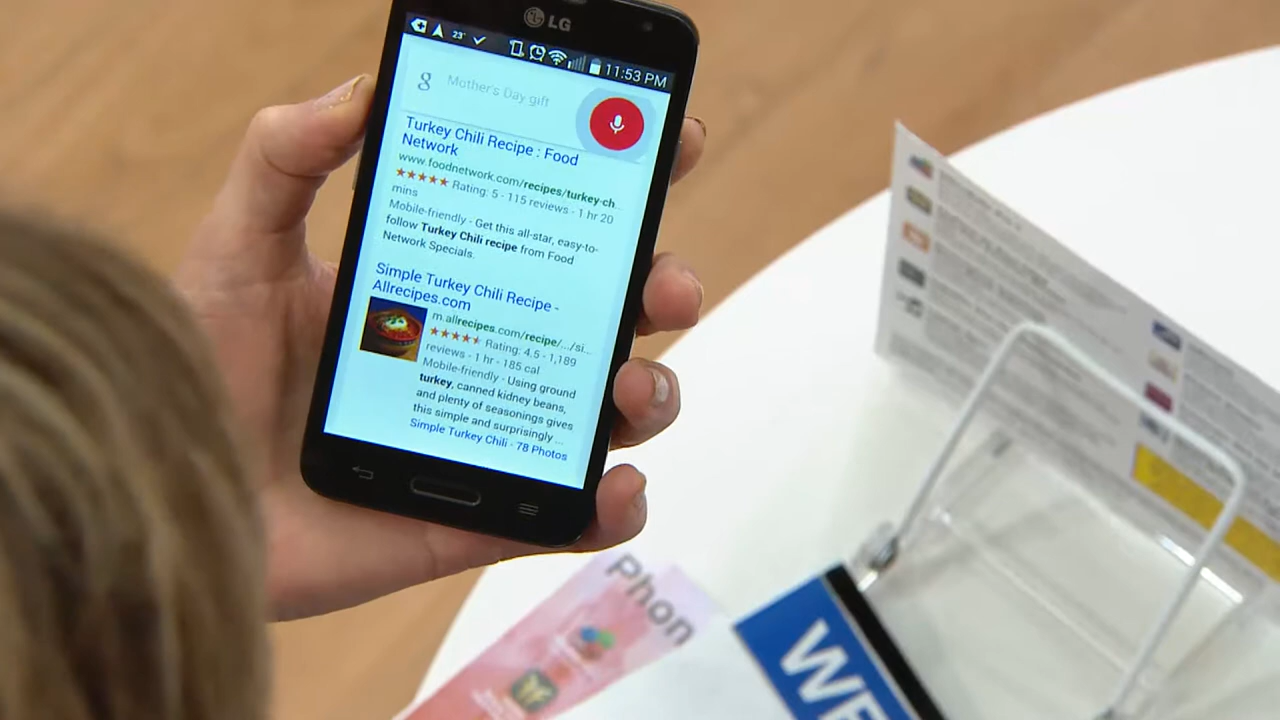 LG
23°
11:53 PM
g Mother's Day gift
Turkey Chili Recipe : Food
Network
www.foodnetwork.com/recipes/turkey-ch
★★★★★ Rating: 5 - 115 reviews - 1 hr 20
mins
Mobile-friendly - Get this all-star, easy-to-
follow Turkey Chili recipe from Food
Network Specials.
Simple Turkey Chili Recipe -
Allrecipes.com
m.allrecipes.com/recipe/.../si...
Rating: 4.5 - 1,189
reviews - 1 hr - 185 cal
Mobile-friendly - Using ground
turkey, canned kidney beans,
and plenty of seasonings gives
this simple and surprisingly ...
Simple Turkey Chili - 78 Photos
Phon
WE